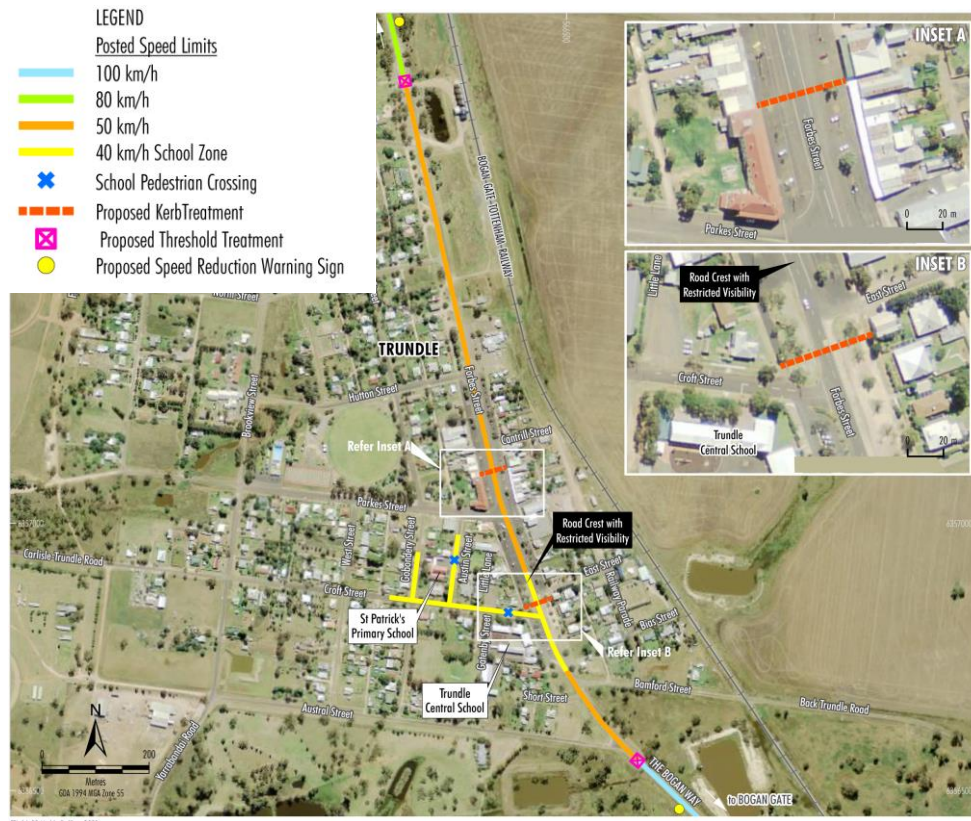 LEGEND
Posted Speed Limits
100 km/h
80 km/h
50 km/h
40 km/h School Zone
School Pedestrian Crossing
Proposed KerbTreatment
Proposed Threshold Treatment
Proposed Speed Reduction Warning Sign
INSET A
Forbes Street
Parkes Street
0 20 m
INSET B
Little Lane
Road Crest with
Restricted Visibility
East Street
Croft Street
Forbes Street
Trundle
Central School
0 20 m
BOGAN-GATE-TOTTENHAM-RAILWAY
TRUNDLE
Brookview Street
Hutton Street
Forbes Street
Cantrill Street
Refer Inset A
Parkes Street
Road Crest with
Restricted Visibility
6357000
6357000
Carlisle Trundle Road
West Street
Gobondery Street
Austin Street
Little Lane
East Street
Railway Parade
Croft Street
St Patrick's
Primary School
Bias Street
Refer Inset B
Trundle
Central School
Short Street
Bamford Street
Back Trundle Road
Austral Street
Yarrabandai Road
N
0 200
Metres
GDA 1994 MGA Zone 55
THE BOGAN WAY
to BOGAN GATE
6356500